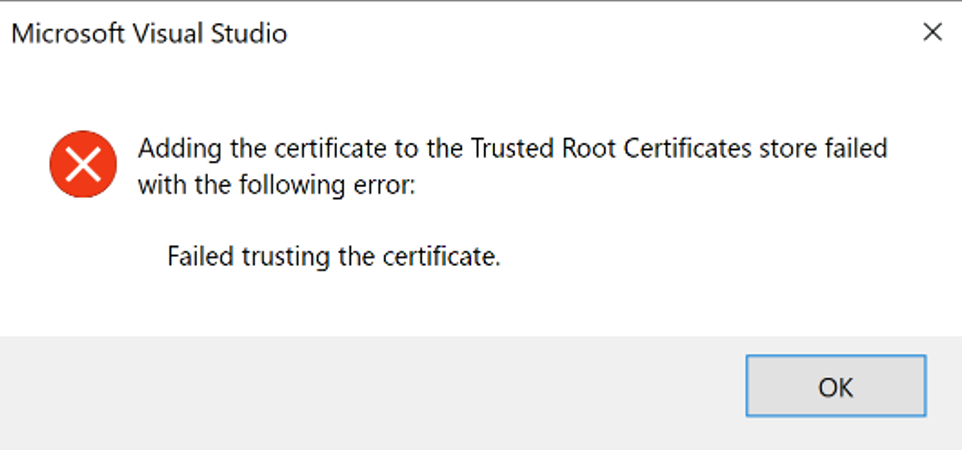 Microsoft Visual Studio
Adding the certificate to the Trusted Root Certificates store failed
with the following error:
Failed trusting the certificate.
OK